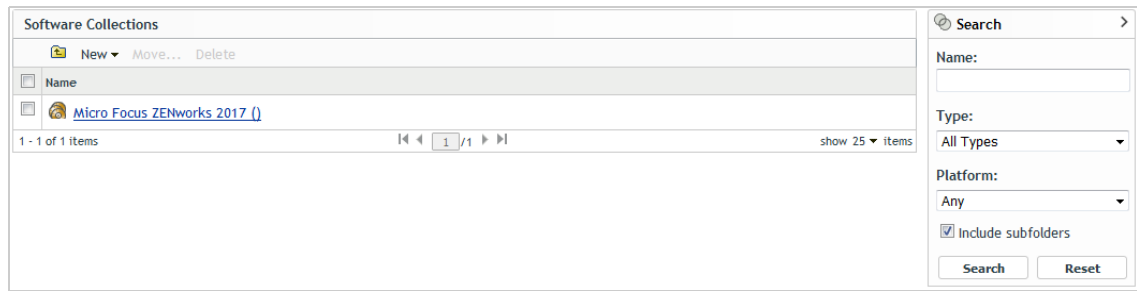 Software Collections
New Move... Delete
Name
Micro Focus ZENworks 2017 ()
1 - 1 of 1 items 1 /1 show 25 items
Search
Name:
Type:
All Types
Platform:
Any
Include subfolders
Search Reset